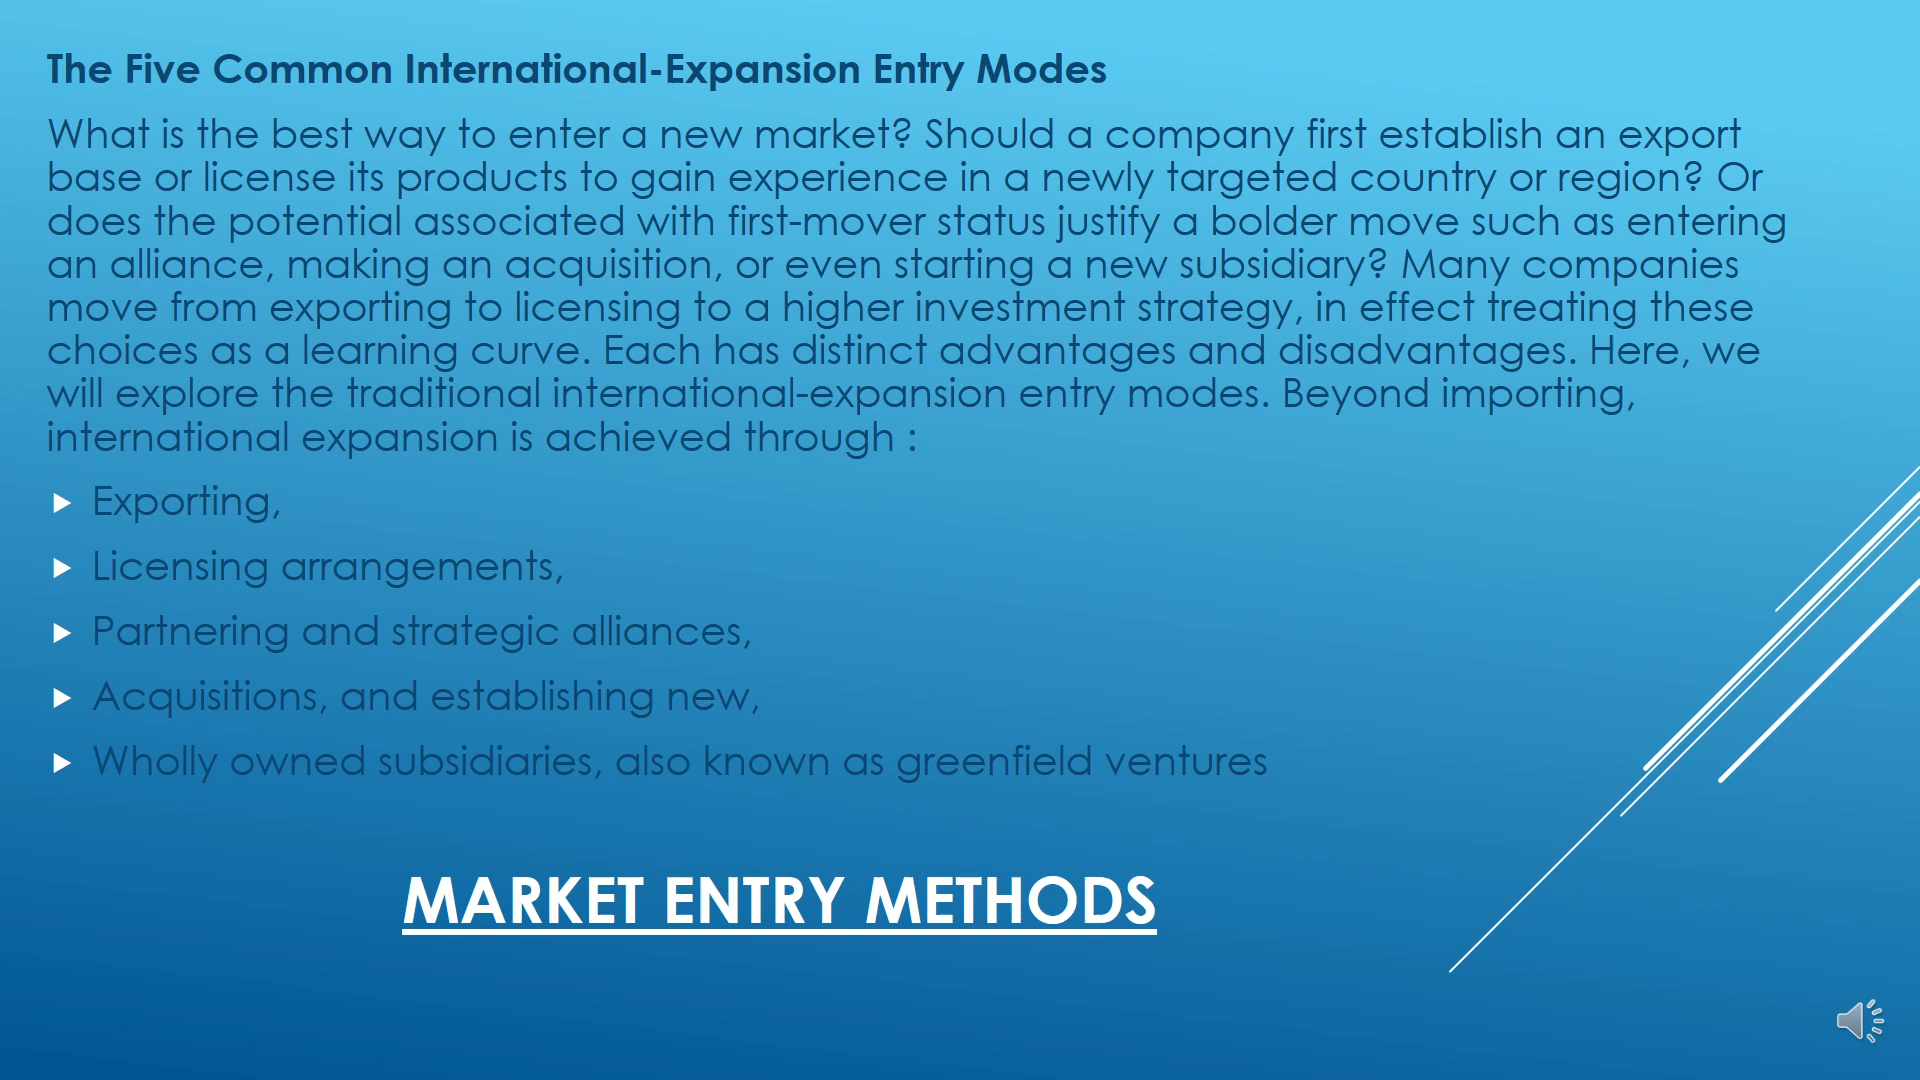 The Five Common International-Expansion Entry Modes
What is the best way to enter a new market? Should a company first establish an export
base or license its products to gain experience in a newly targeted country or region? Or
does the potential associated with first-mover status justify a bolder move such as entering
an alliance, making an acquisition, or even starting a new subsidiary? Many companies
move from exporting to licensing to a higher investment strategy, in effect treating these
choices as a learning curve. Each has distinct advantages and disadvantages. Here, we
will explore the traditional international-expansion entry modes. Beyond importing,
international expansion is achieved through :
Exporting,
Licensing arrangements,
Partnering and strategic alliances,
Acquisitions, and establishing new,
Wholly owned subsidiaries, also known as greenfield ventures
MARKET ENTRY METHODS